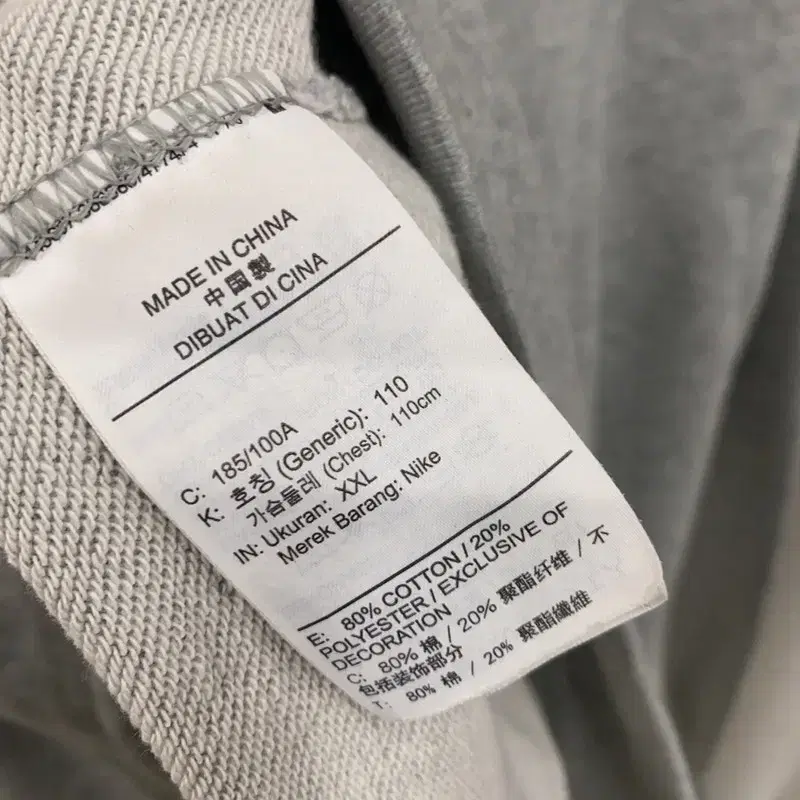 MADE IN CHINA
中国製
DIBUAT DI CINA
C: 185/100A
K: 호칭 (Generic): 110
가슴둘레 (Chest): 110cm
IN: Ukuran: XXL
Merek Barang: Nike
E: 80% COTTON / 20%
POLYESTER / EXCLUSIVE OF
DECORATION
C: 80% 棉 / 20% 聚酯纤维 / 不
包括装饰部分
T: 80% 棉 / 20% 聚酯纖維